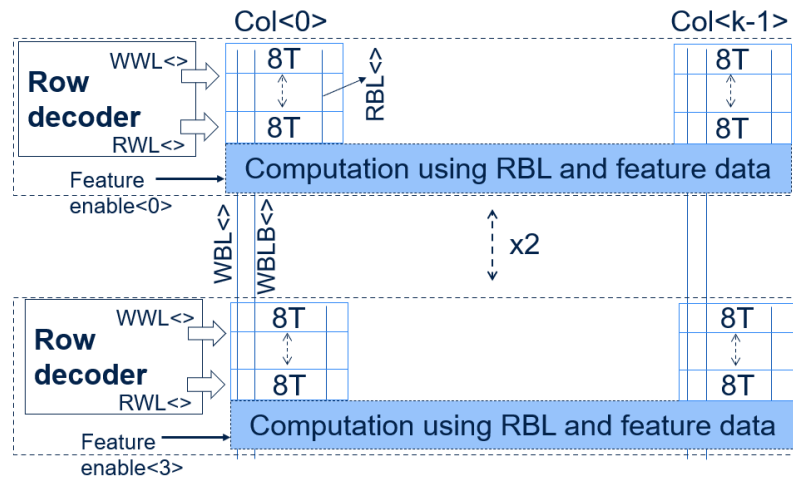 Col<0>
Col<k-1>
Row
decoder
WWL<>
RWL<>
8T
8T
RBL<>
8T
8T
Computation using RBL and feature data
Feature
enable<0>
WBL<>
WBLB<>
x2
Row
decoder
WWL<>
RWL<>
8T
8T
8T
8T
Computation using RBL and feature data
Feature
enable<3>